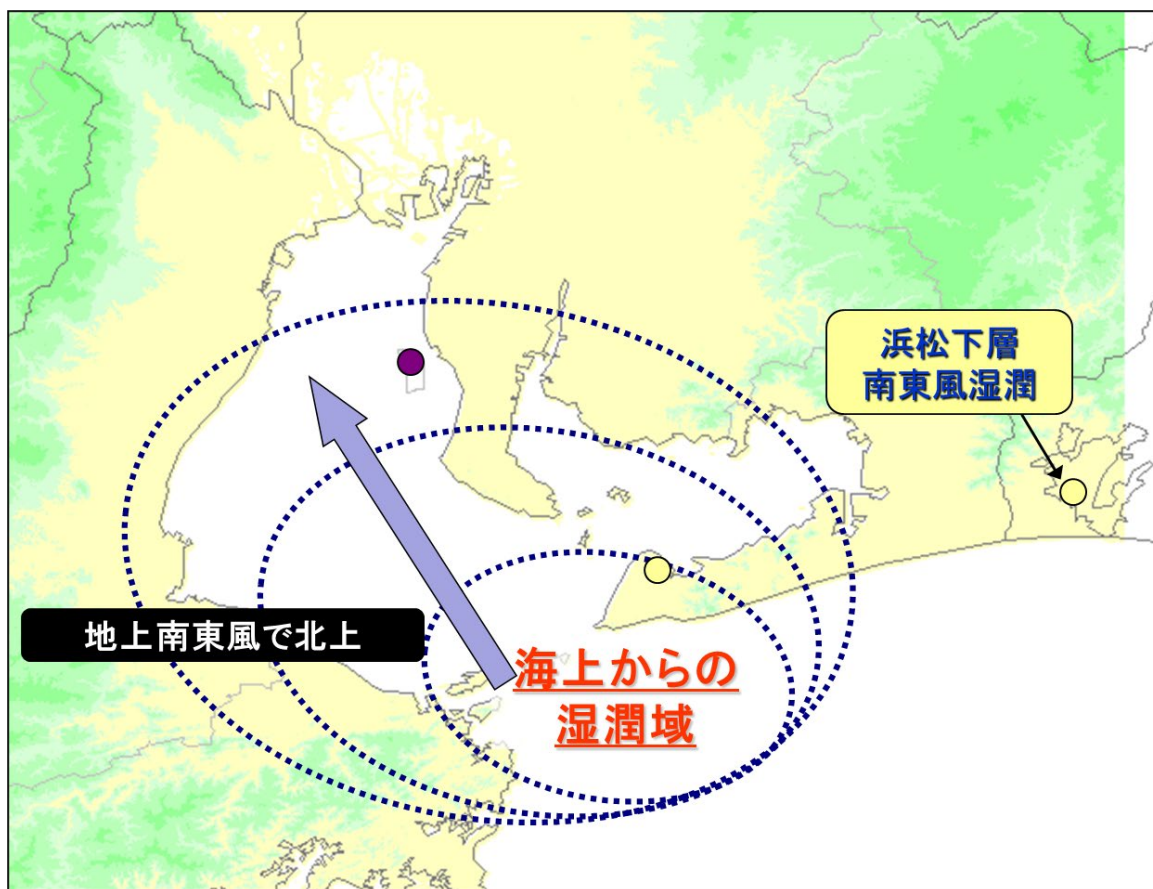 浜松下層
南東風湿潤
地上南東風で北上
海上からの
湿潤域